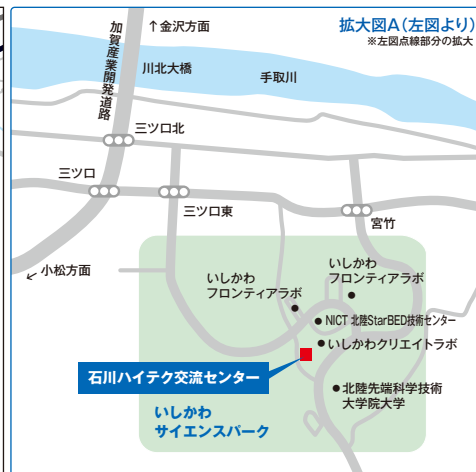 拡大図A(左図より)
※左図点線部分の拡大
↑金沢方面
加賀産業開発道路
川北大橋
手取川
三ツ口北
三ツ口
三ツ口東
宮竹
↙小松方面
いしかわ
フロンティアラボ
いしかわ
フロンティアラボ
NICT 北陸StarBED技術センター
いしかわクリエイトラボ
石川ハイテク交流センター
北陸先端科学技術
大学院大学
いしかわ
サイエンスパーク